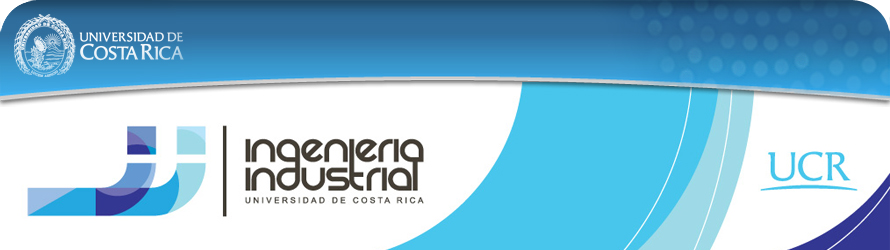 UNIVERSIDAD DE
COSTA RICA
ingenieria
industrial
UNIVERSIDAD DE COSTA RICA
UCR